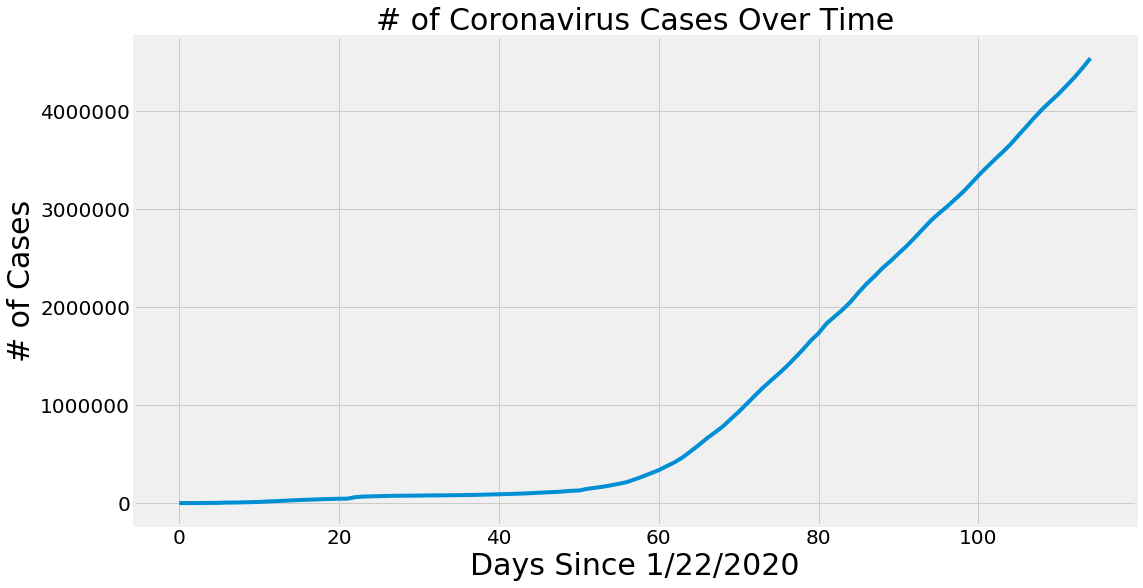 # of Coronavirus Cases Over Time
# of Cases
4000000
3000000
2000000
1000000
0
0 20 40 60 80 100
Days Since 1/22/2020